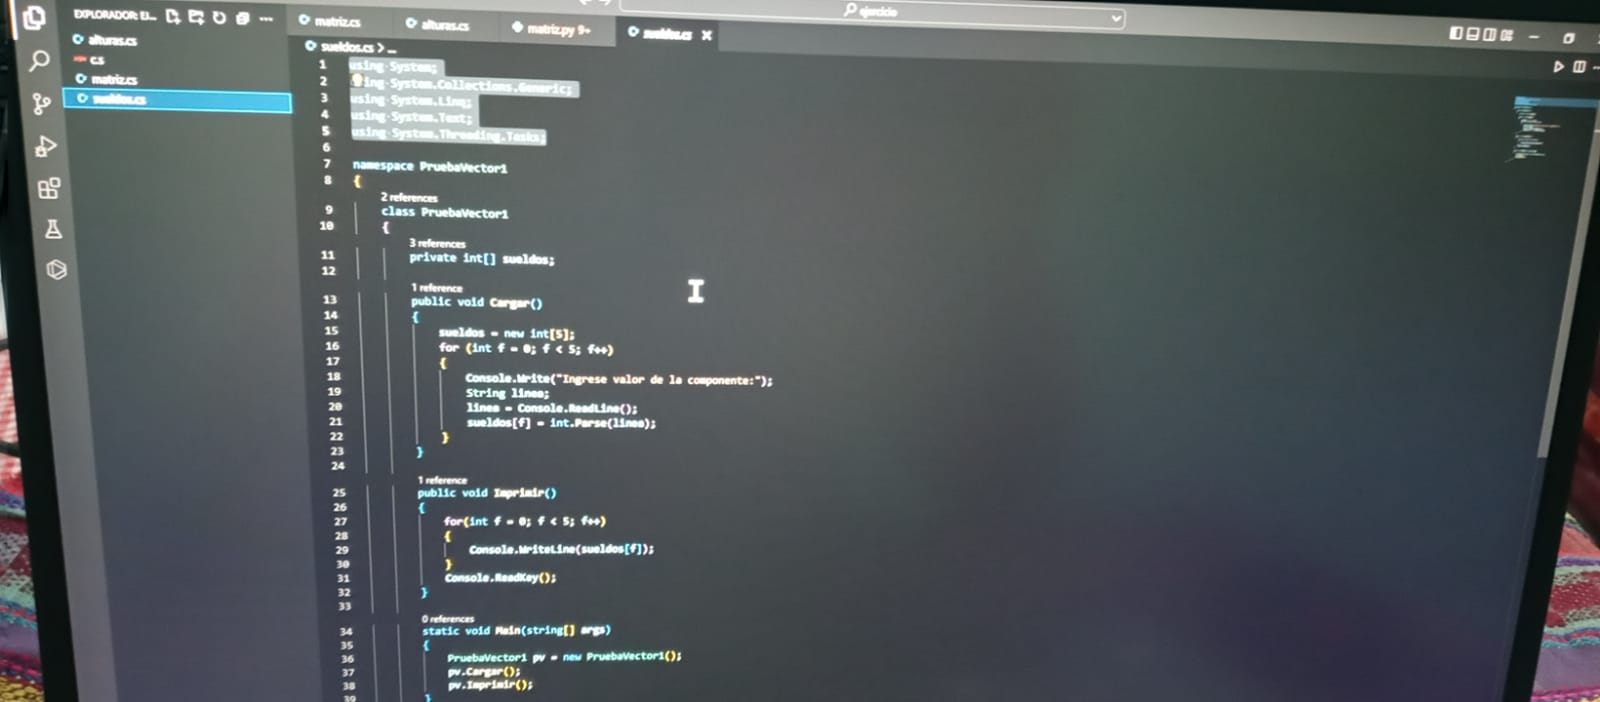 EXPLORADOR: EJ...
alturas.cs
c.s
matriz.cs
sueldos.cs
matriz.cs
alturas.cs
matriz.py 9+
sueldos.cs
ejercicio
sueldos.cs > ...
1 using System;
2 using System.Collections.Generic;
3 using System.Linq;
4 using System.Text;
5 using System.Threading.Tasks;
6
7 namespace PruebaVector1
8 {
2 references
9 class PruebaVector1
10 {
3 references
11 private int[] sueldos;
12
1 reference
13 public void Cargar()
14 {
15 sueldos = new int[5];
16 for (int f = 0; f < 5; f++)
17 {
18 Console.Write("Ingrese valor de la componente:");
19 String linea;
20 linea = Console.ReadLine();
21 sueldos[f] = int.Parse(linea);
22 }
23 }
24
1 reference
25 public void Imprimir()
26 {
27 for(int f = 0; f < 5; f++)
28 {
29 Console.WriteLine(sueldos[f]);
30 }
31 Console.ReadKey();
32 }
33
0 references
34 static void Main(string[] args)
35 {
36 PruebaVector1 pv = new PruebaVector1();
37 pv.Cargar();
38 pv.Imprimir();
39 }